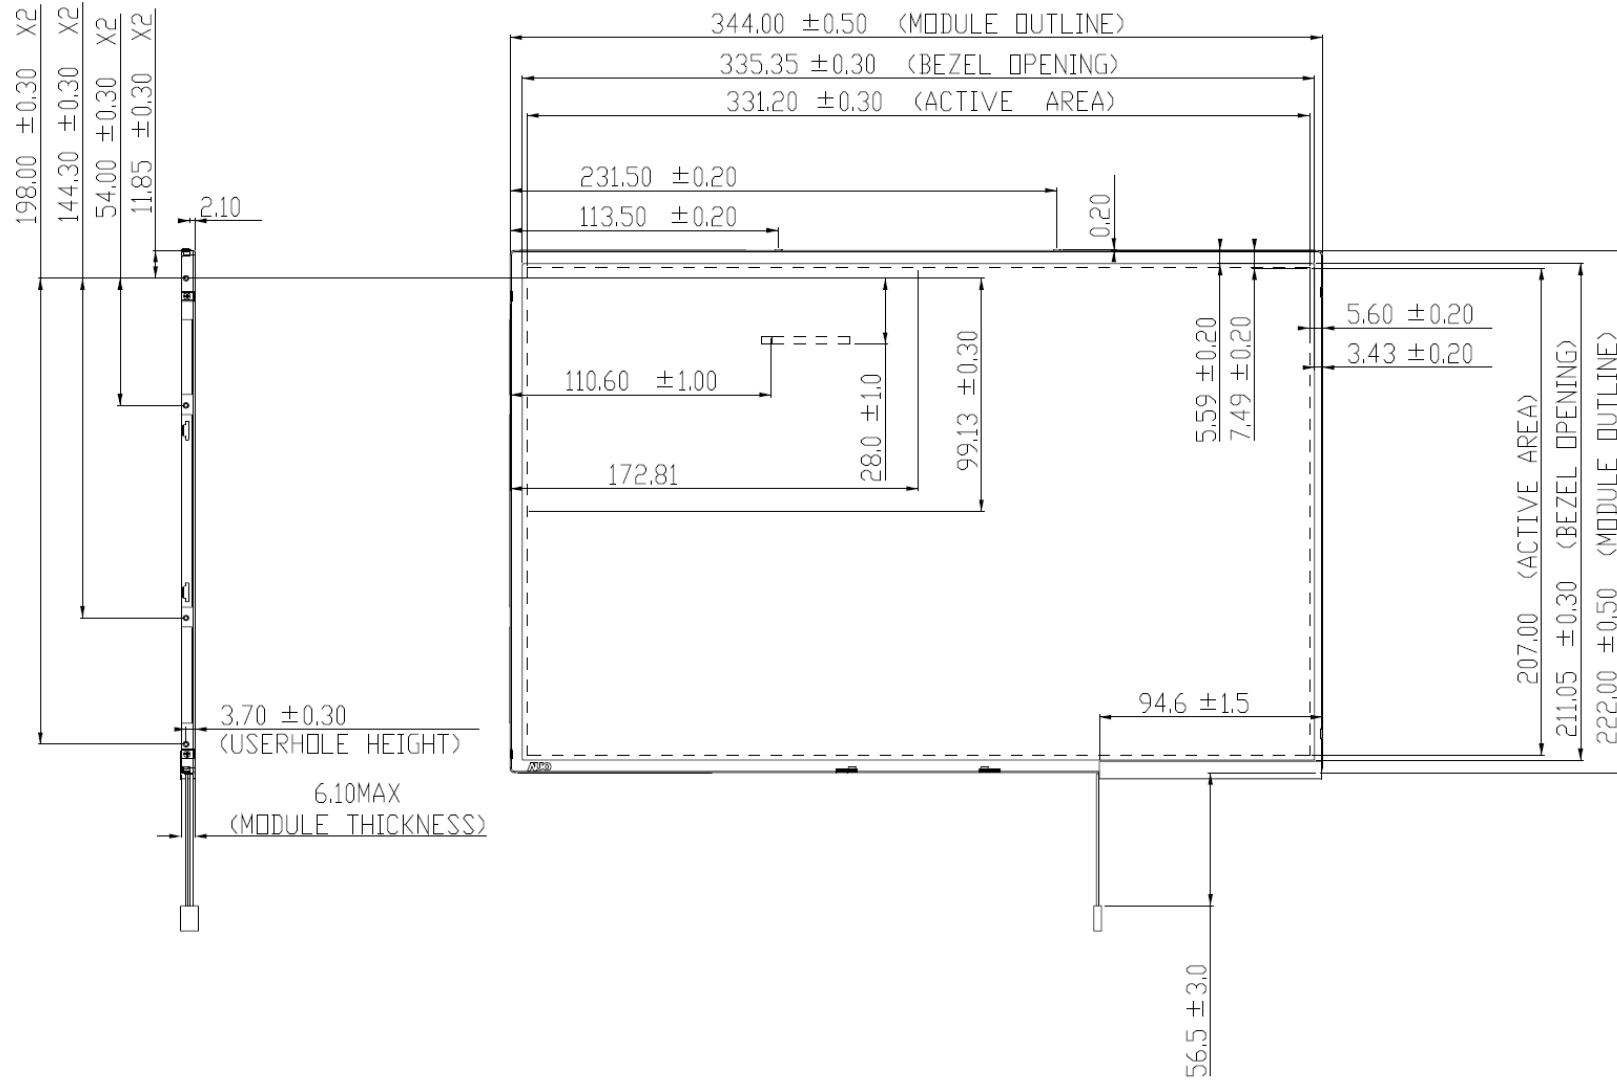 344.00 ±0.50 (MODULE OUTLINE)
335.35 ±0.30 (BEZEL OPENING)
331.20 ±0.30 (ACTIVE AREA)
198.00 ±0.30 X2
144.30 ±0.30 X2
54.00 ±0.30 X2
11.85 ±0.30 X2
2.10
231.50 ±0.20
113.50 ±0.20
0.20
5.60 ±0.20
3.43 ±0.20
5.59 ±0.20
7.49 ±0.20
110.60 ±1.00
28.0 ±1.0
99.13 ±0.30
172.81
207.00 (ACTIVE AREA)
211.05 ±0.30 (BEZEL OPENING)
222.00 ±0.50 (MODULE OUTLINE)
94.6 ±1.5
3.70 ±0.30
(USERHOLE HEIGHT)
6.10MAX
(MODULE THICKNESS)
AUO
56.5 ±3.0